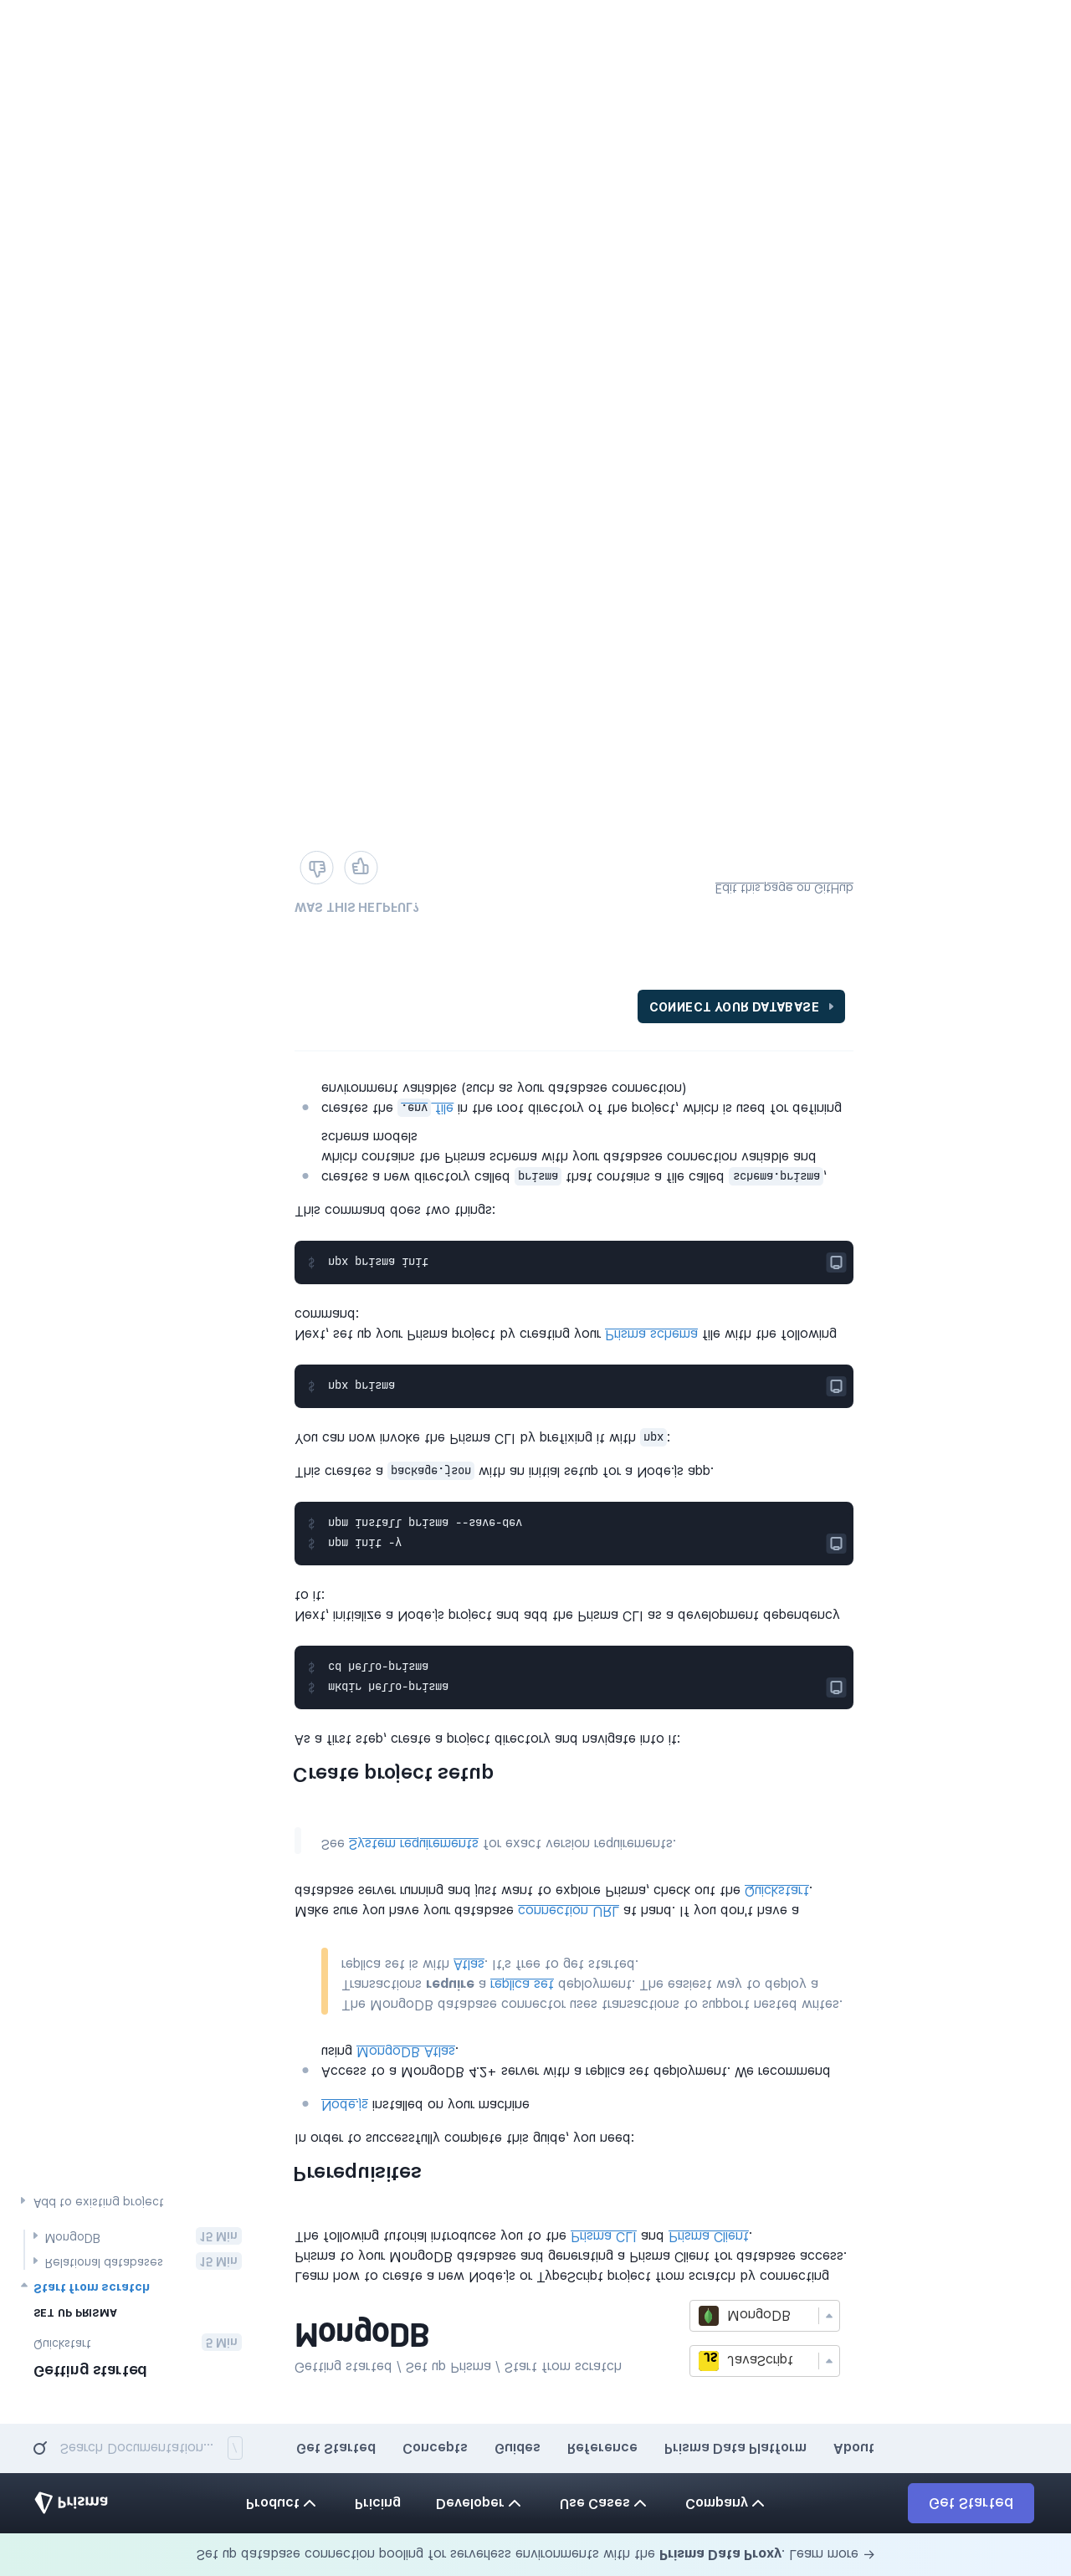 Set up database connection pooling for serverless environments with the Prisma Data Proxy. Learn more →
Prisma
Product
Pricing
Developer
Use Cases
Company
Get Started
Search Documentation...
/
Get Started
Concepts
Guides
Reference
Prisma Data Platform
About
Getting started
Quickstart
5 Min
SET UP PRISMA
Start from scratch
Relational databases
15 Min
MongoDB
15 Min
Add to existing project
Getting started / Set up Prisma / Start from scratch
MongoDB
JS
JavaScript
MongoDB
Learn how to create a new Node.js or TypeScript project from scratch by connecting
Prisma to your MongoDB database and generating a Prisma Client for database access.
The following tutorial introduces you to the Prisma CLI and Prisma Client.
Prerequisites
In order to successfully complete this guide, you need:
Node.js installed on your machine
Access to a MongoDB 4.2+ server with a replica set deployment. We recommend
using MongoDB Atlas.
The MongoDB database connector uses transactions to support nested writes.
Transactions require a replica set deployment. The easiest way to deploy a
replica set is with Atlas. It's free to get started.
Make sure you have your database connection URL at hand. If you don't have a
database server running and just want to explore Prisma, check out the Quickstart.
See System requirements for exact version requirements.
Create project setup
As a first step, create a project directory and navigate into it:
$ mkdir hello-prisma
$ cd hello-prisma
Next, initialize a Node.js project and add the Prisma CLI as a development dependency
to it:
$ npm init -y
$ npm install prisma --save-dev
This creates a package.json with an initial setup for a Node.js app.
You can now invoke the Prisma CLI by prefixing it with npx:
$ npx prisma
Next, set up your Prisma project by creating your Prisma schema file with the following
command:
$ npx prisma init
This command does two things:
creates a new directory called prisma that contains a file called schema.prisma,
which contains the Prisma schema with your database connection variable and
schema models
creates the .env file in the root directory of the project, which is used for defining
environment variables (such as your database connection)
CONNECT YOUR DATABASE
WAS THIS HELPFUL?
Edit this page on GitHub